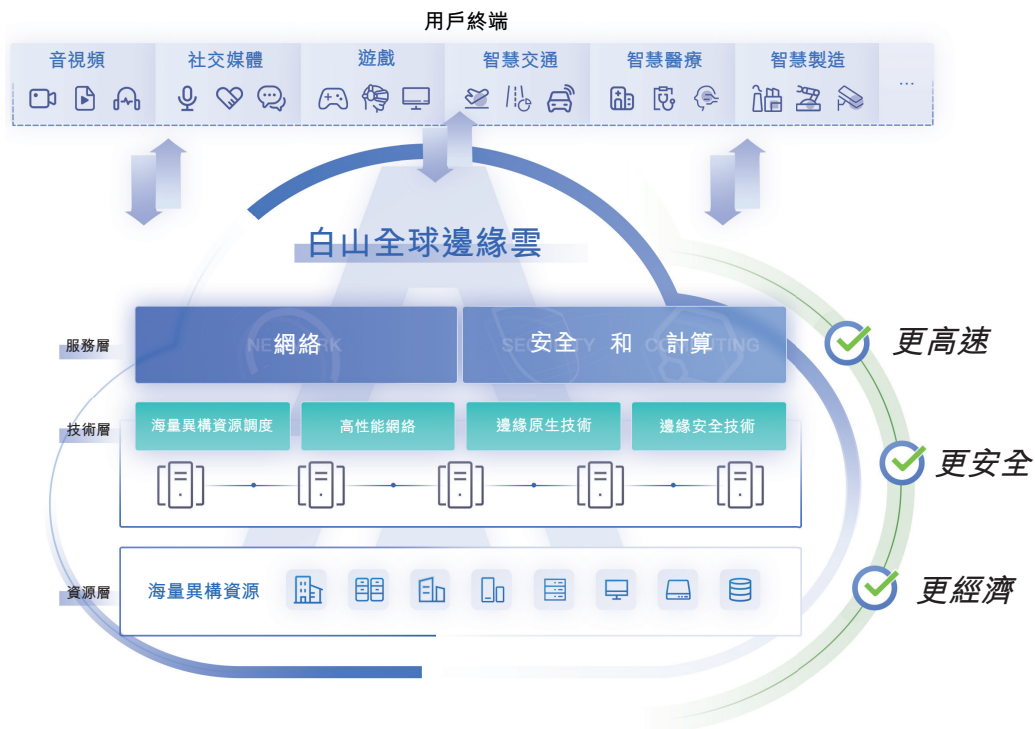 用戶終端
音視頻
社交媒體
遊戲
智慧交通
智慧醫療
智慧製造
...
白山全球邊緣雲
服務層
網絡
安全 和 計算
更高速
技術層
海量異構資源調度
高性能網絡
邊緣原生技術
邊緣安全技術
更安全
資源層
海量異構資源
更經濟